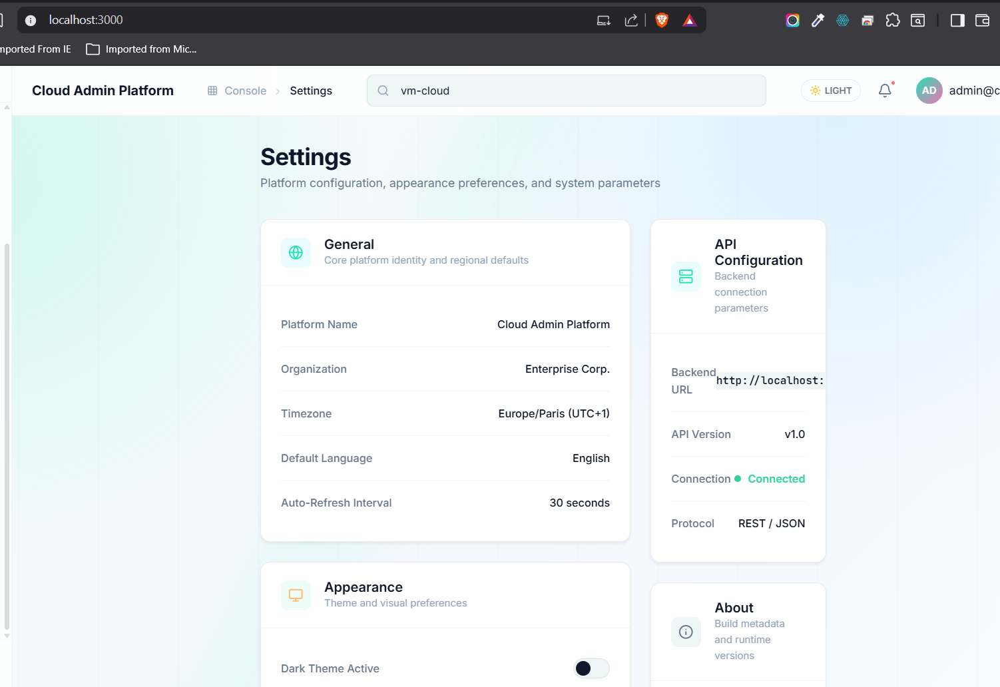 localhost:3000
mported From IE
Imported from Mic...
Cloud Admin Platform
Console
Settings
vm-cloud
LIGHT
AD
admin@c
Settings
Platform configuration, appearance preferences, and system parameters
General
Core platform identity and regional defaults
Platform Name
Cloud Admin Platform
Organization
Enterprise Corp.
Timezone
Europe/Paris (UTC+1)
Default Language
English
Auto-Refresh Interval
30 seconds
Appearance
Theme and visual preferences
Dark Theme Active
API
Configuration
Backend
connection
parameters
Backend
URL
http://localhost:
API Version
v1.0
Connection
Connected
Protocol
REST / JSON
About
Build metadata
and runtime
versions